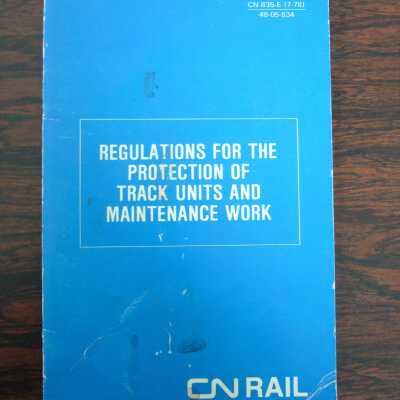 CN 835-E (7-78)
48-05-834
REGULATIONS FOR THE
PROTECTION OF
TRACK UNITS AND
MAINTENANCE WORK
CN RAIL